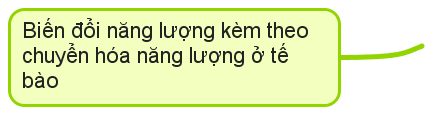 Biến đổi năng lượng kèm theo
chuyển hóa năng lượng ở tế
bào